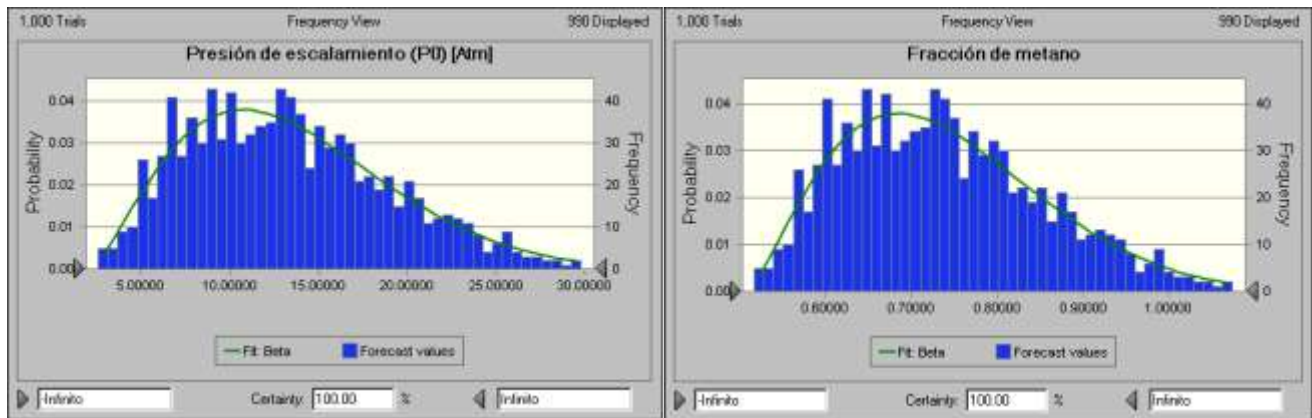 1,000 Trials Frequency View 990 Displayed
Presión de escalamiento (P0) [Atm]
Probability
0.04
0.03
0.02
0.01
0.00
40
30
20
10
0
Frequency
5.00000 10.00000 15.00000 20.00000 25.00000 30.00000
Fit: Beta Forecast values
-Infinito Certainty: 100.00 % Infinito
1,000 Trials Frequency View 990 Displayed
Fracción de metano
Probability
0.04
0.03
0.02
0.01
0.00
40
30
20
10
0
Frequency
0.60000 0.70000 0.80000 0.90000 1.00000
Fit: Beta Forecast values
-Infinito Certainty: 100.00 % Infinito